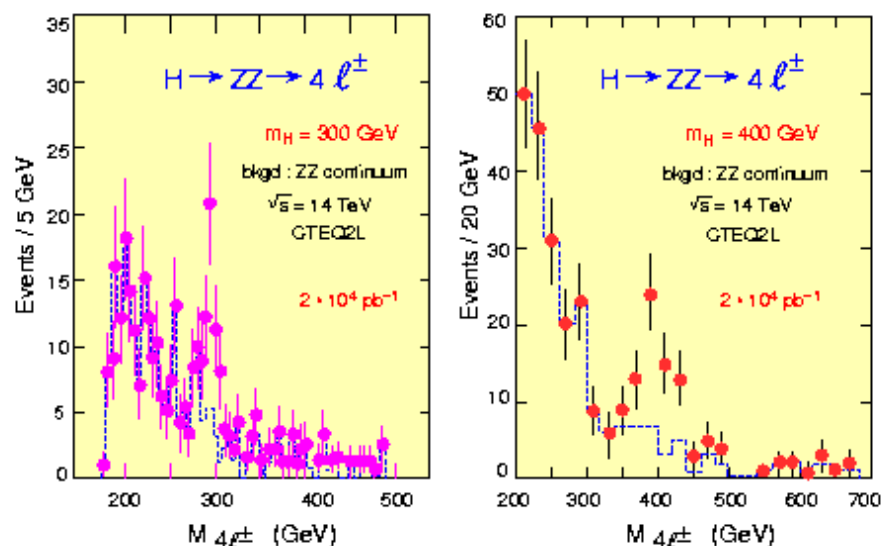 35
30
25
20
15
10
5
0
Events / 5 GeV
H → ZZ → 4 ℓ±
m H = 300 GeV
bkgd : ZZ continuum
√s = 14 TeV
CTEQ2L
2 • 10⁴ pb⁻¹
200 300 400 500
M 4ℓ± (GeV)
60
50
40
30
20
10
0
Events / 20 GeV
H → ZZ → 4 ℓ±
m H = 400 GeV
bkgd : ZZ continuum
√s = 14 TeV
CTEQ2L
2 • 10⁴ pb⁻¹
200 300 400 500 600 700
M 4ℓ± (GeV)